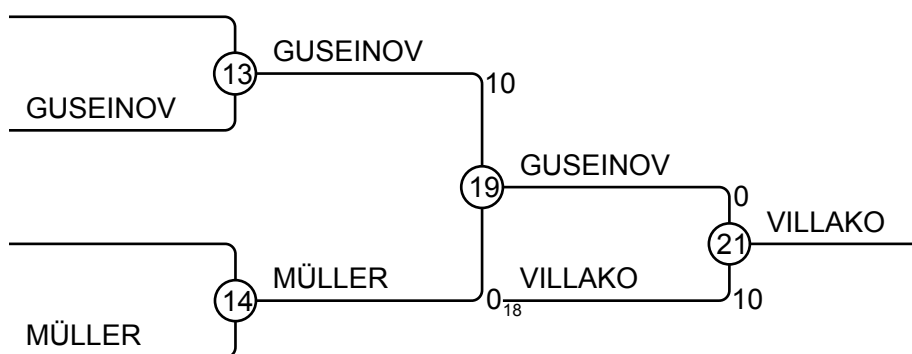 GUSEINOV
13
10
GUSEINOV
GUSEINOV
19
0
VILLAKO
21
MÜLLER
0
18
VILLAKO
10
14
MÜLLER